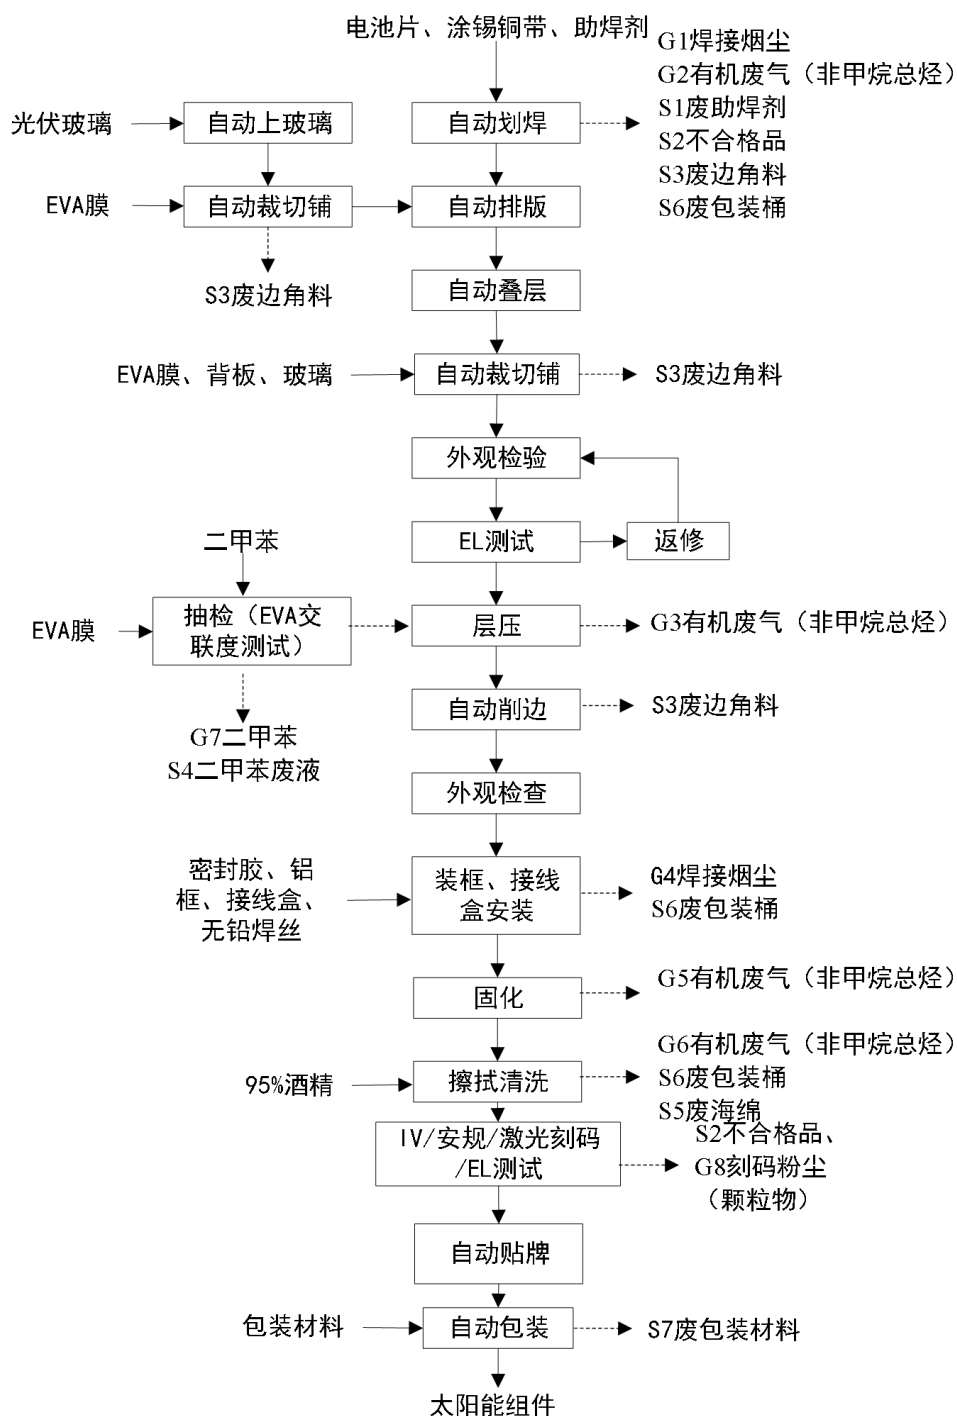 电池片、涂锡铜带、助焊剂
G1焊接烟尘
G2有机废气（非甲烷总烃）
光伏玻璃
自动上玻璃
自动划焊
S1废助焊剂
S2不合格品
S3废边角料
S6废包装桶
EVA膜
自动裁切铺
自动排版
S3废边角料
自动叠层
EVA膜、背板、玻璃
自动裁切铺
S3废边角料
外观检验
EL测试
返修
二甲苯
EVA膜
抽检（EVA交
联度测试）
层压
G3有机废气（非甲烷总烃）
G7二甲苯
S4二甲苯废液
自动削边
S3废边角料
外观检查
密封胶、铝
框、接线盒、
无铅焊丝
装框、接线
盒安装
G4焊接烟尘
S6废包装桶
固化
G5有机废气（非甲烷总烃）
95%酒精
擦拭清洗
G6有机废气（非甲烷总烃）
S6废包装桶
S5废海绵
IV/安规/激光刻码
/EL测试
S2不合格品、
G8刻码粉尘
（颗粒物）
自动贴牌
包装材料
自动包装
S7废包装材料
太阳能组件